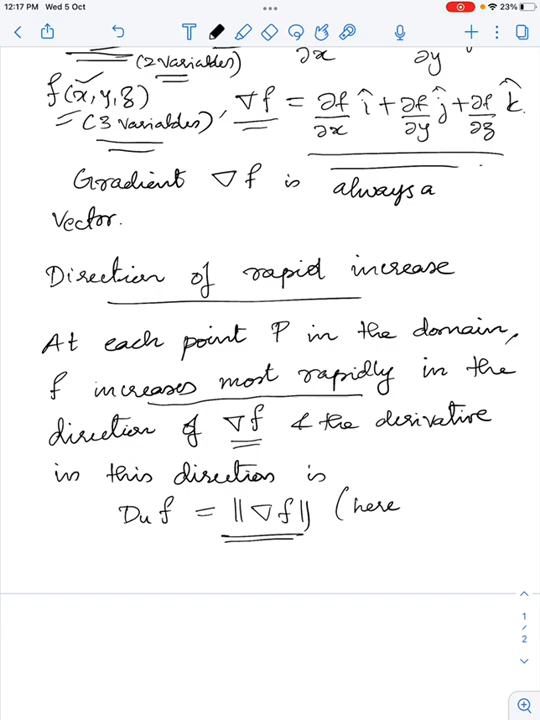 12:17 PM Wed 5 Oct
23%
(2 variables) ∂x ∂y
f(x,y,z)
(3 variables), ∇f = ∂f/∂x î + ∂f/∂y ĵ + ∂f/∂z k̂.
Gradient ∇f is always a
vector.
Direction of rapid increase
At each point P in the domain,
f increases most rapidly in the
direction of ∇f & the derivative
in this direction is
Duf = ||∇f|| (here
1
/
2